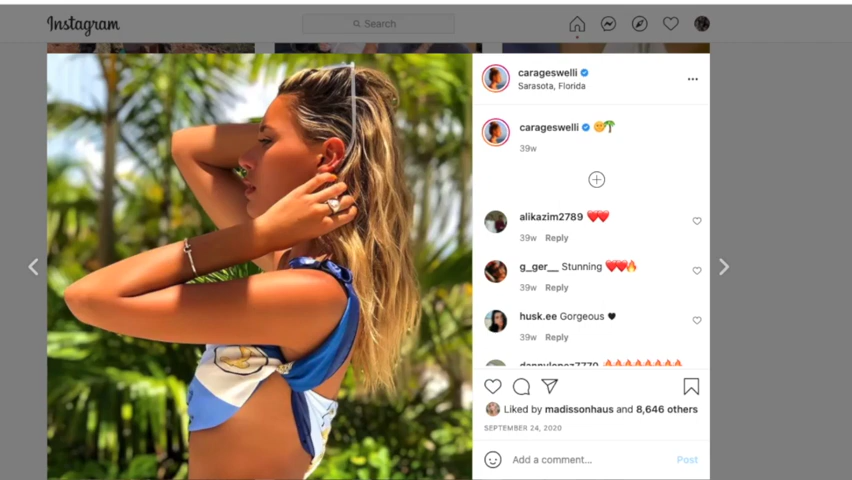 Instagram
Search
carageswelli
Sarasota, Florida
carageswelli
39w
alikazim2789
39w Reply
g_ger__ Stunning
39w Reply
husk.ee Gorgeous
39w Reply
Liked by madissonhaus and 8,646 others
SEPTEMBER 24, 2020
Add a comment... Post